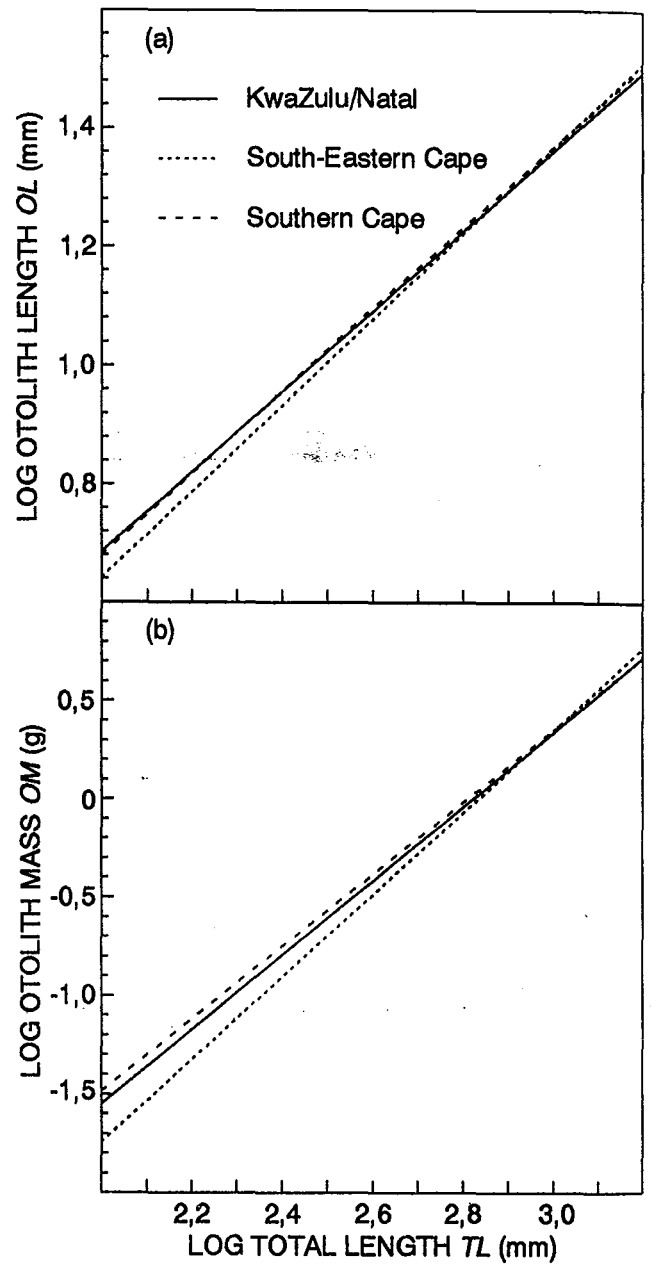 (a)
KwaZulu/Natal
South-Eastern Cape
Southern Cape
1,4
1,2
1,0
0,8
LOG OTOLITH LENGTH OL (mm)
(b)
0,5
0
-0,5
-1,0
-1,5
LOG OTOLITH MASS OM (g)
2,2 2,4 2,6 2,8 3,0
LOG TOTAL LENGTH TL (mm)